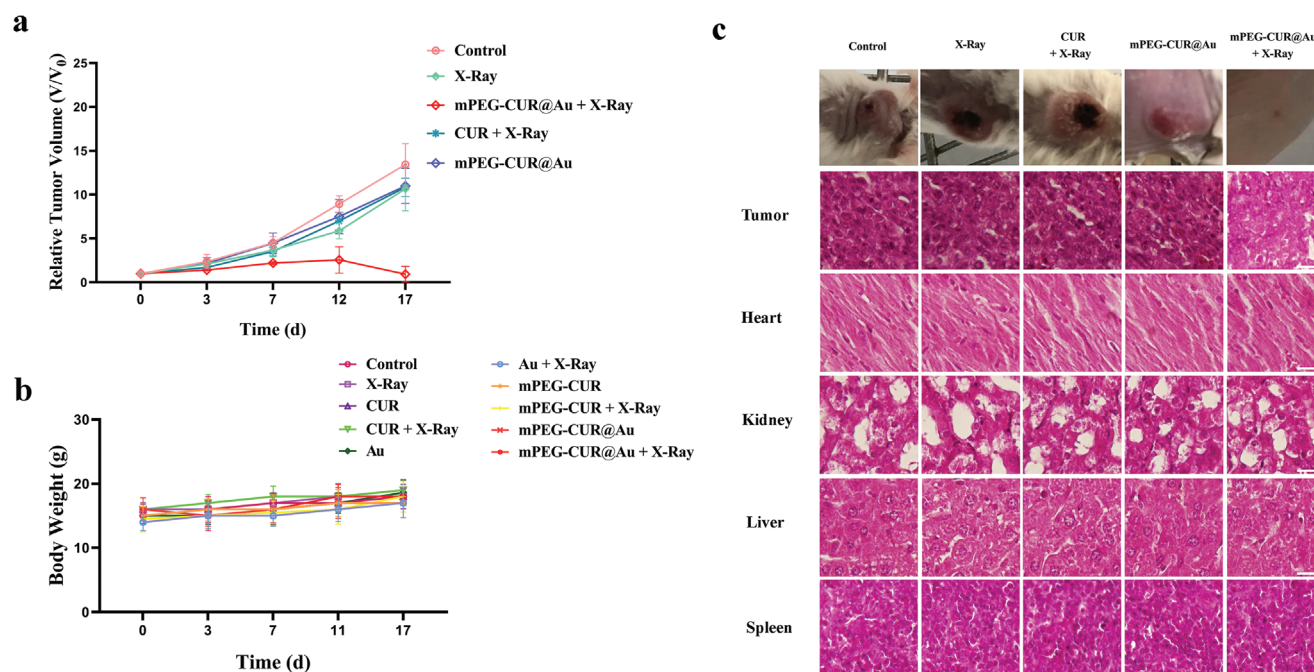 a
Relative Tumor Volume (V/V₀)
25
20
15
10
5
0
0 3 7 12 17
Time (d)
Control
X-Ray
mPEG-CUR@Au + X-Ray
CUR + X-Ray
mPEG-CUR@Au
b
Control
X-Ray
CUR
CUR + X-Ray
Au
Au + X-Ray
mPEG-CUR
mPEG-CUR + X-Ray
mPEG-CUR@Au
mPEG-CUR@Au + X-Ray
Body Weight (g)
30
20
10
0
0 3 7 11 17
Time (d)
c
Control
X-Ray
CUR
+ X-Ray
mPEG-CUR@Au
mPEG-CUR@Au
+ X-Ray
Tumor
Heart
Kidney
Liver
Spleen